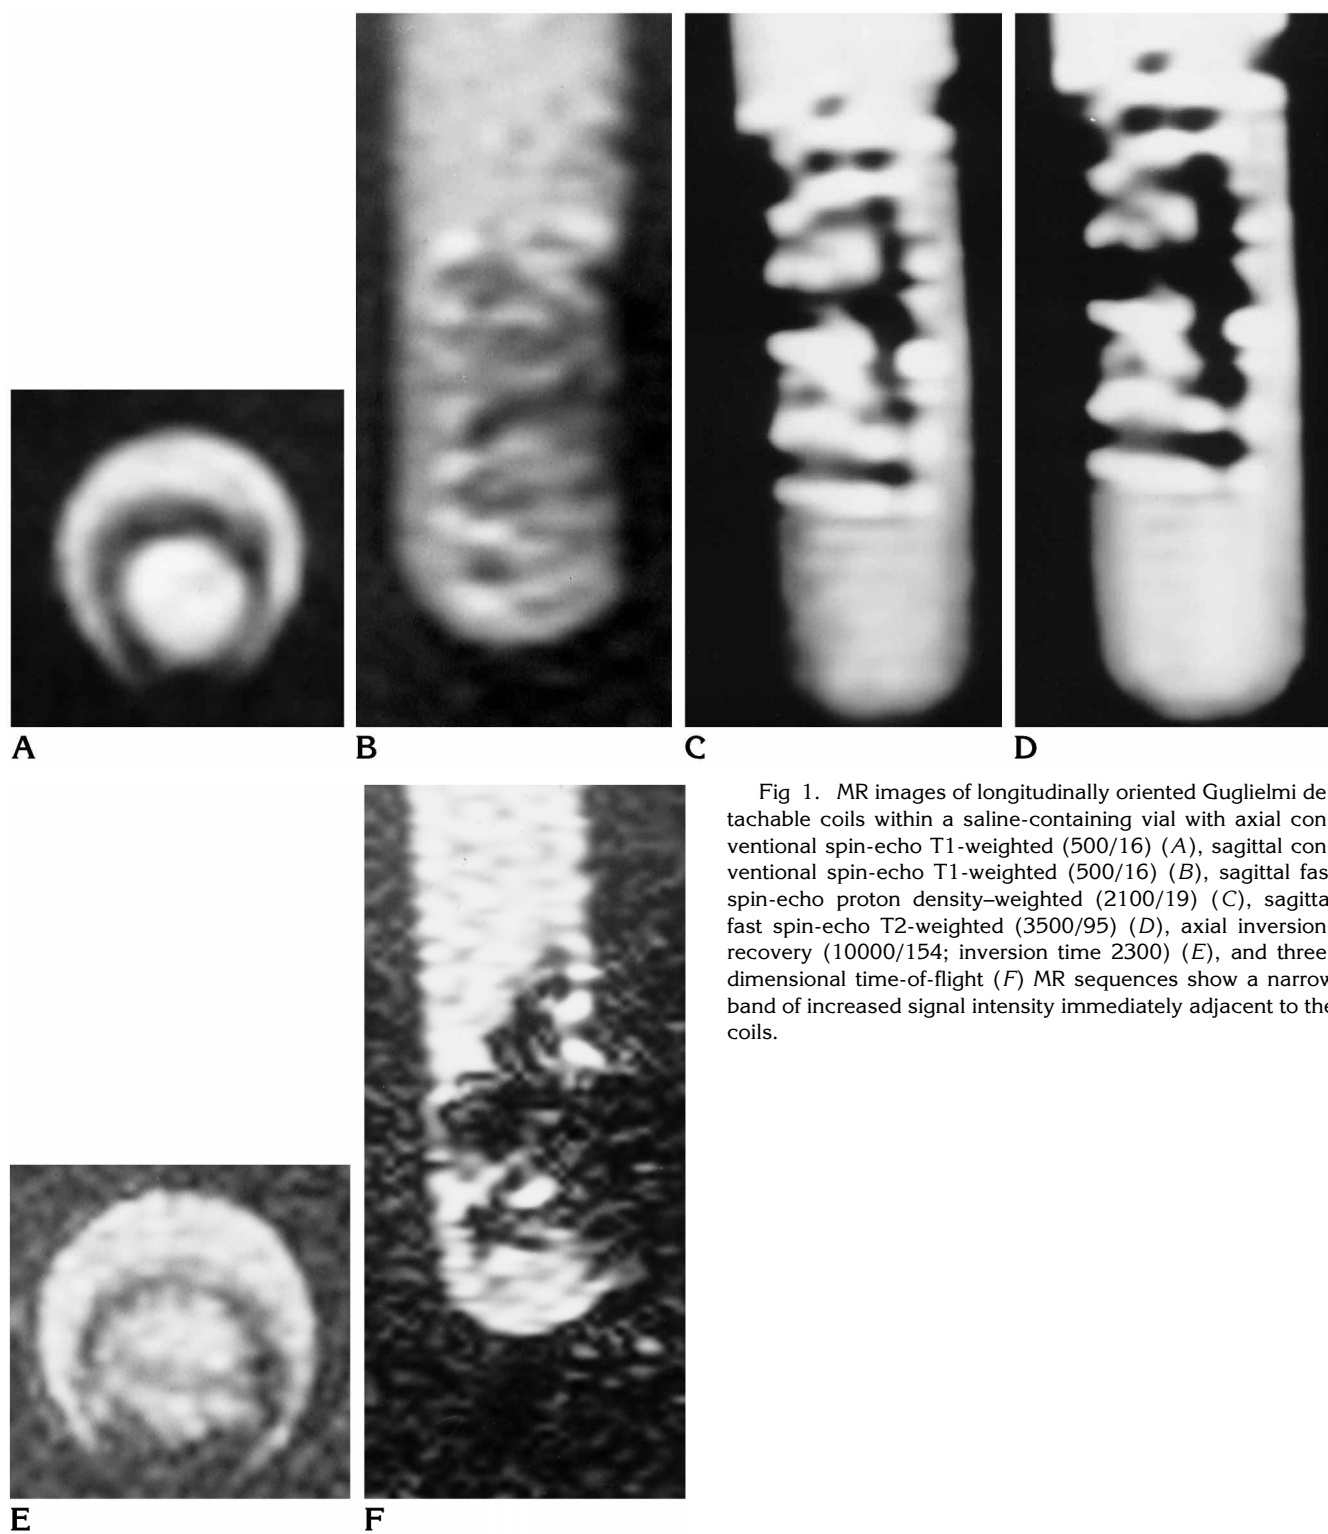 A
B
C
D
Fig 1. MR images of longitudinally oriented Guglielmi de
tachable coils within a saline-containing vial with axial con
ventional spin-echo T1-weighted (500/16) (A), sagittal con
ventional spin-echo T1-weighted (500/16) (B), sagittal fas
spin-echo proton density–weighted (2100/19) (C), sagitta
fast spin-echo T2-weighted (3500/95) (D), axial inversion
recovery (10000/154; inversion time 2300) (E), and three
dimensional time-of-flight (F) MR sequences show a narrow
band of increased signal intensity immediately adjacent to the
coils.
E
F